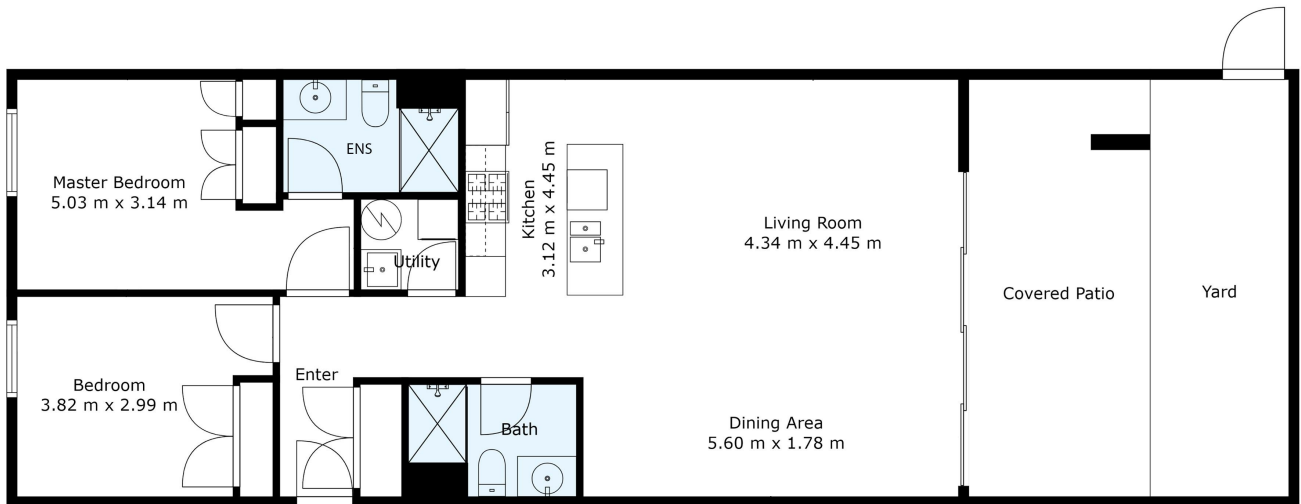 Master Bedroom
5.03 m x 3.14 m
ENS
Utility
Kitchen
3.12 m x 4.45 m
Living Room
4.34 m x 4.45 m
Covered Patio
Yard
Bedroom
3.82 m x 2.99 m
Enter
Bath
Dining Area
5.60 m x 1.78 m